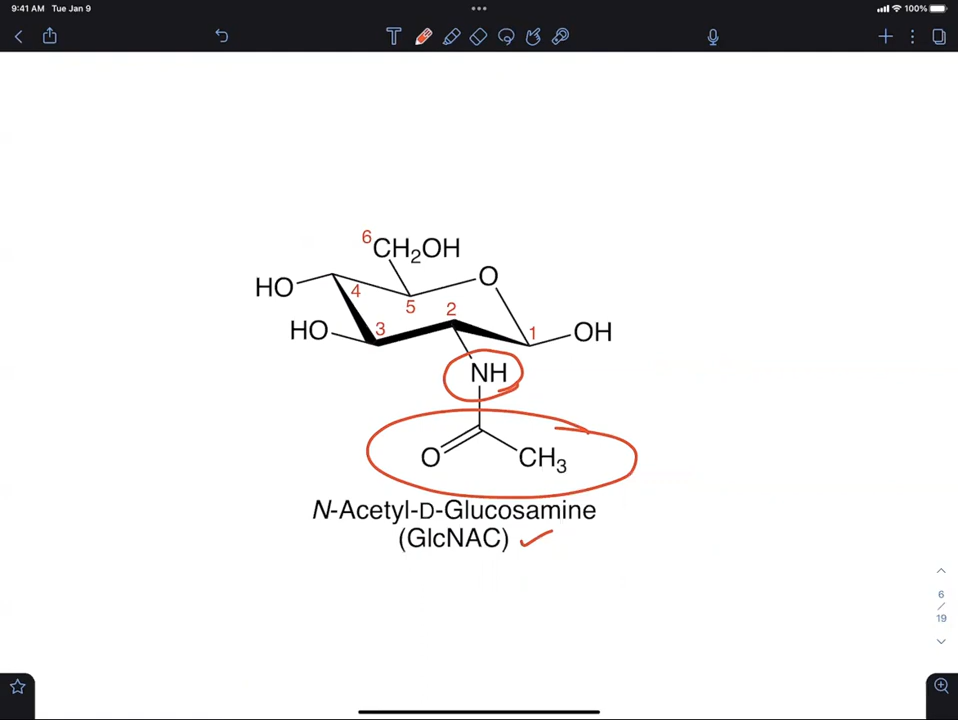 9:41 AM Tue Jan 9
100%
T
6
CH₂OH
HO
4
5
O
2
HO
3
1
OH
NH
O
CH₃
N-Acetyl-D-Glucosamine
(GlcNAC)
6
/
19